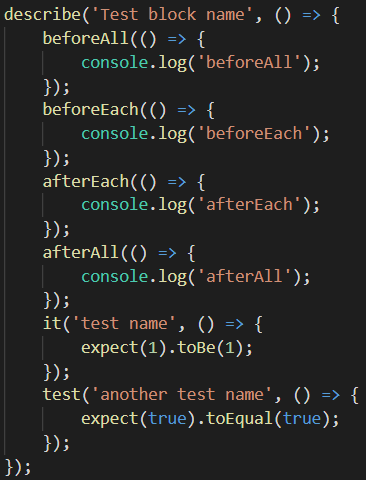 describe('Test block name', () => {
    beforeAll(() => {
        console.log('beforeAll');
    });
    beforeEach(() => {
        console.log('beforeEach');
    });
    afterEach(() => {
        console.log('afterEach');
    });
    afterAll(() => {
        console.log('afterAll');
    });
    it('test name', () => {
        expect(1).toBe(1);
    });
    test('another test name', () => {
        expect(true).toEqual(true);
    });
});